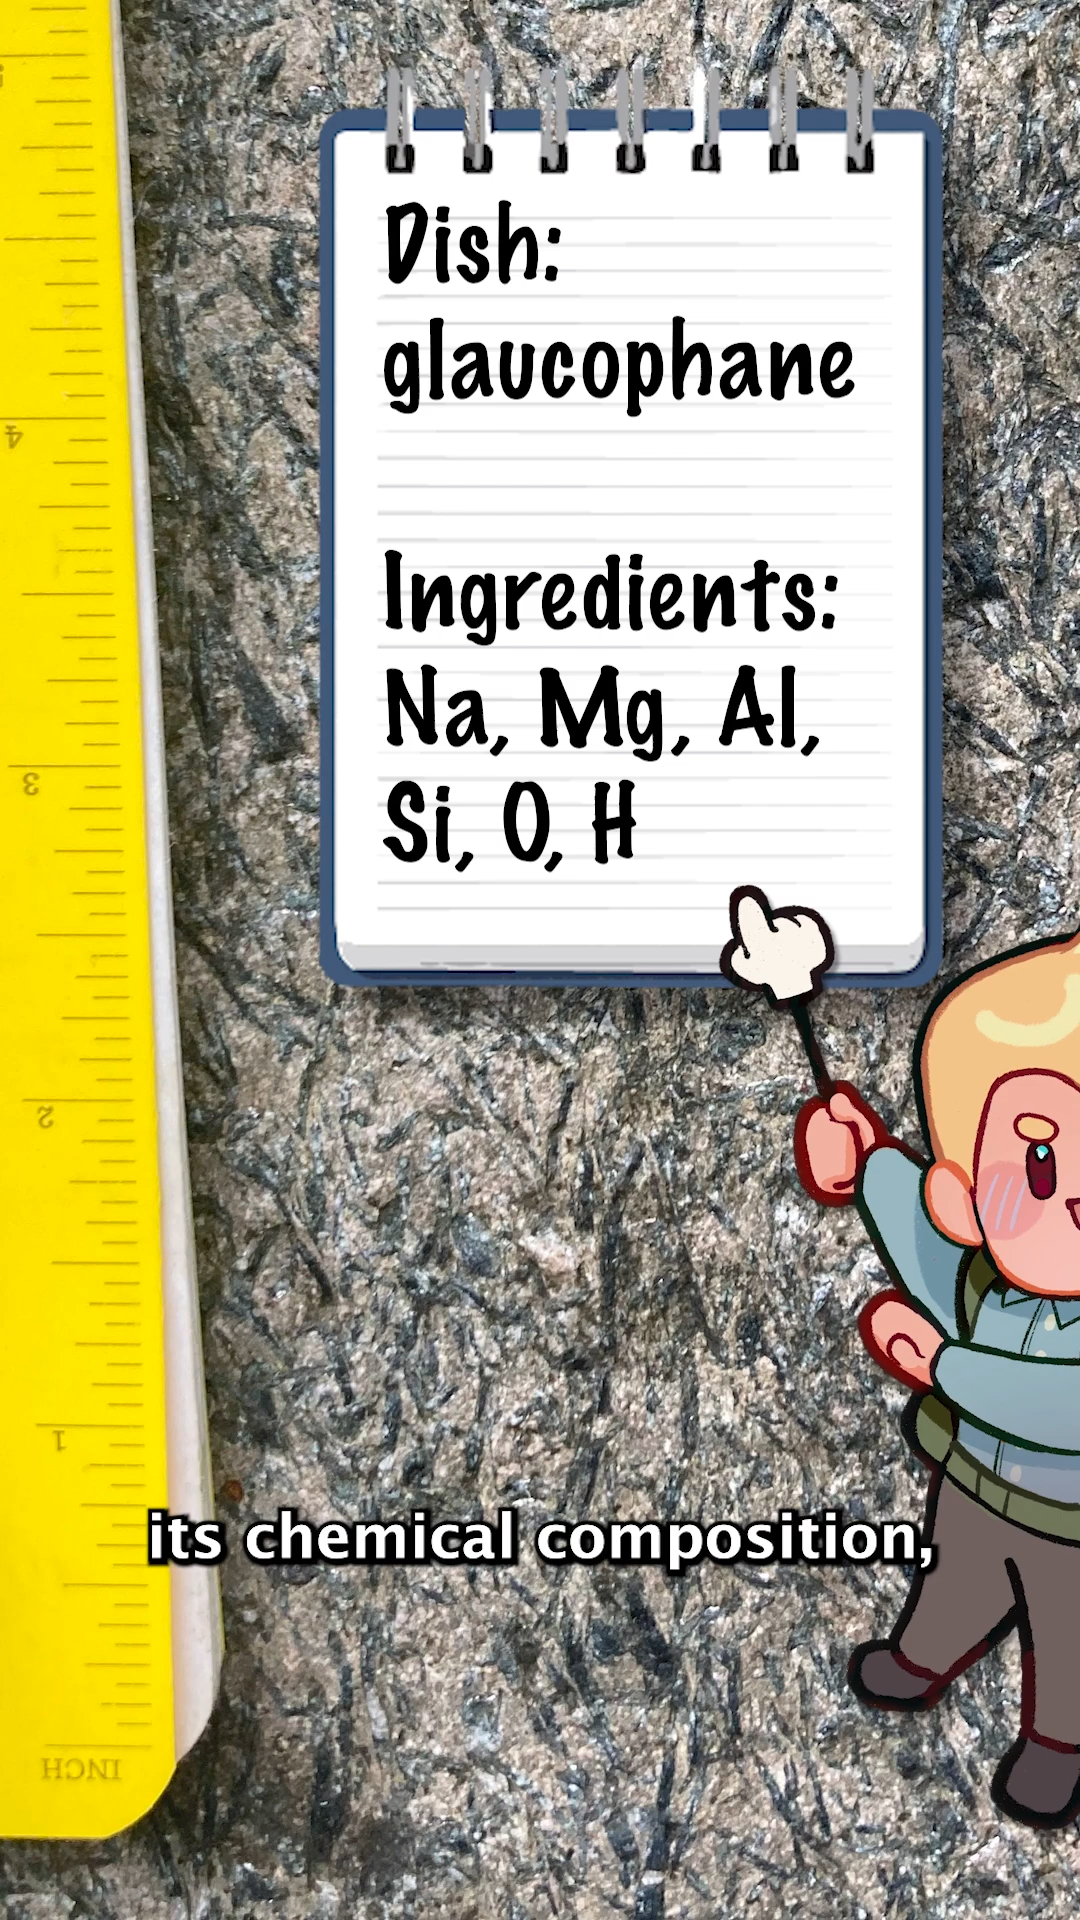 Dish:
glaucophane
Ingredients:
Na, Mg, Al,
Si, O, H
4
3
2
1
INCH
its chemical composition,